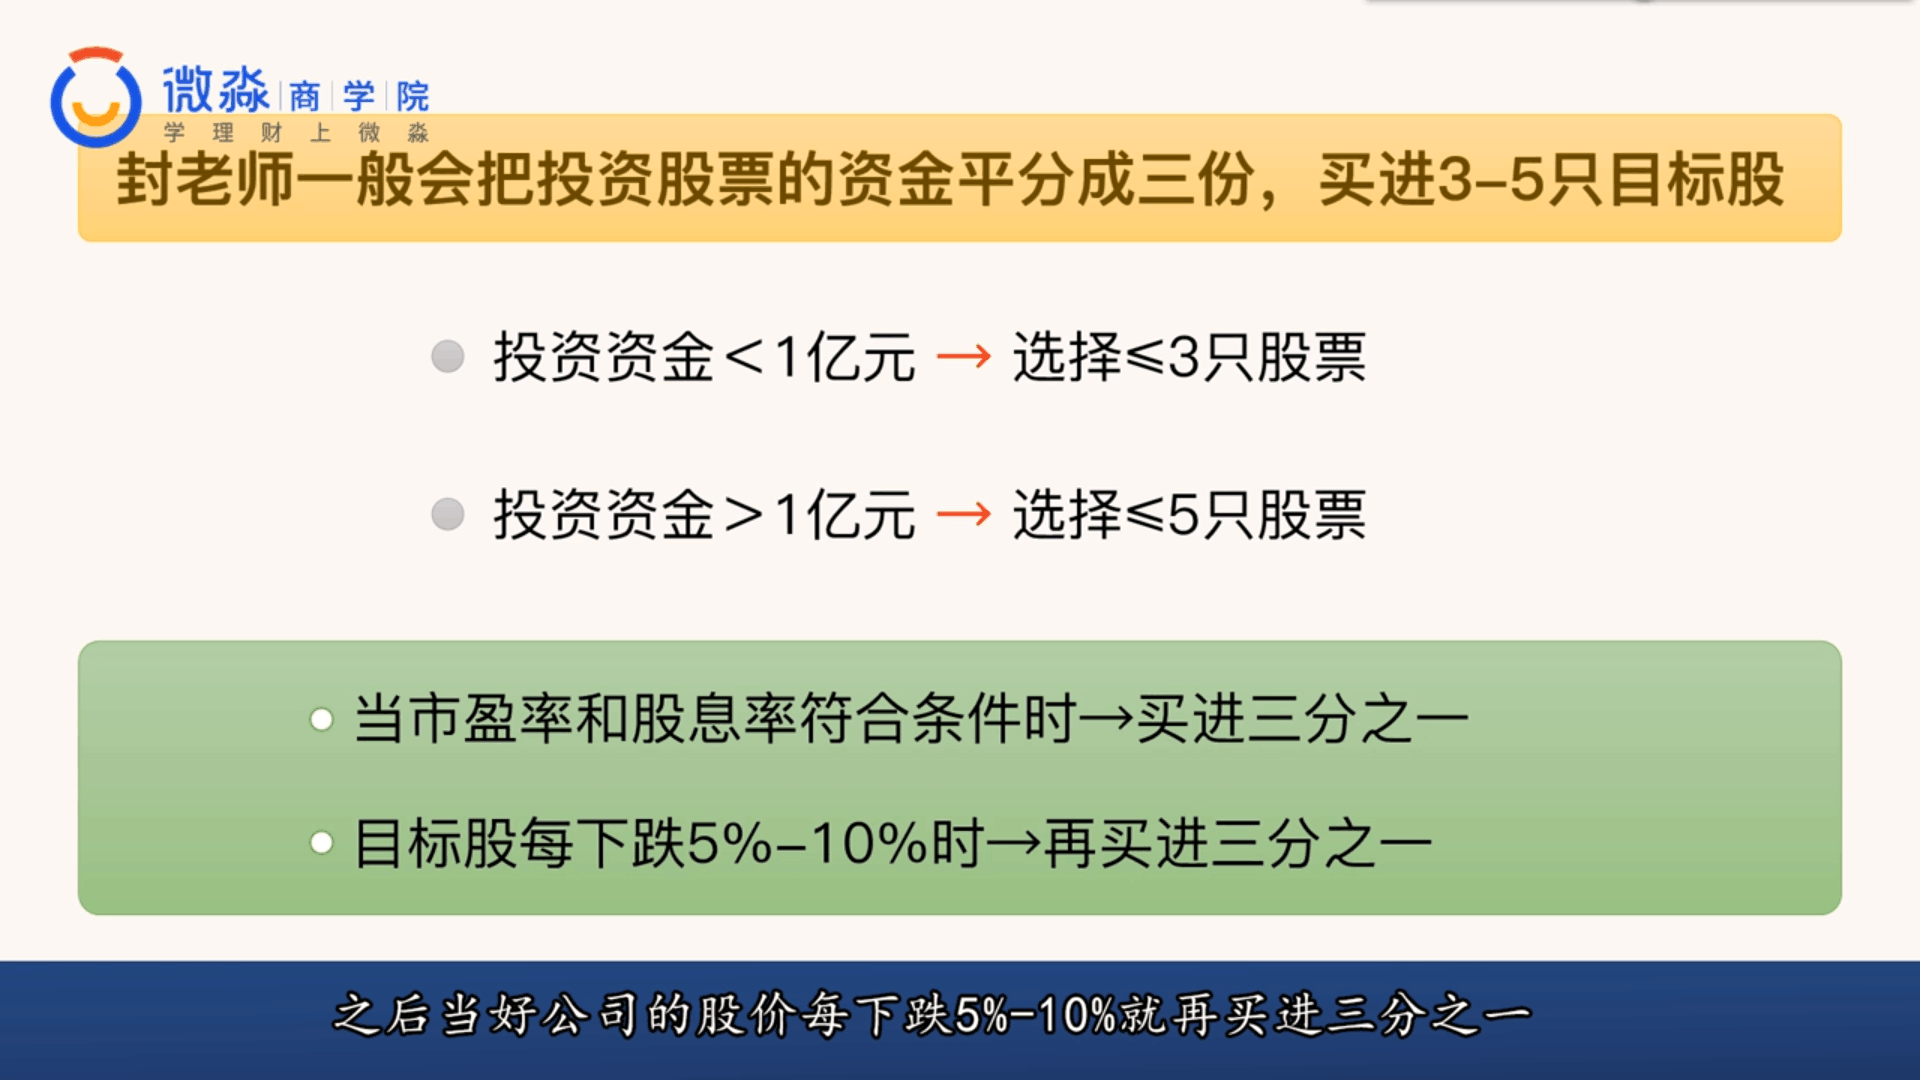 微淼 商 学 院
学理财上微淼
封老师一般会把投资股票的资金平分成三份，买进3-5只目标股
投资资金＜1亿元 → 选择≤3只股票
投资资金＞1亿元 → 选择≤5只股票
当市盈率和股息率符合条件时→买进三分之一
目标股每下跌5%-10%时→再买进三分之一
之后当好公司的股价每下跌5%-10%就再买进三分之一